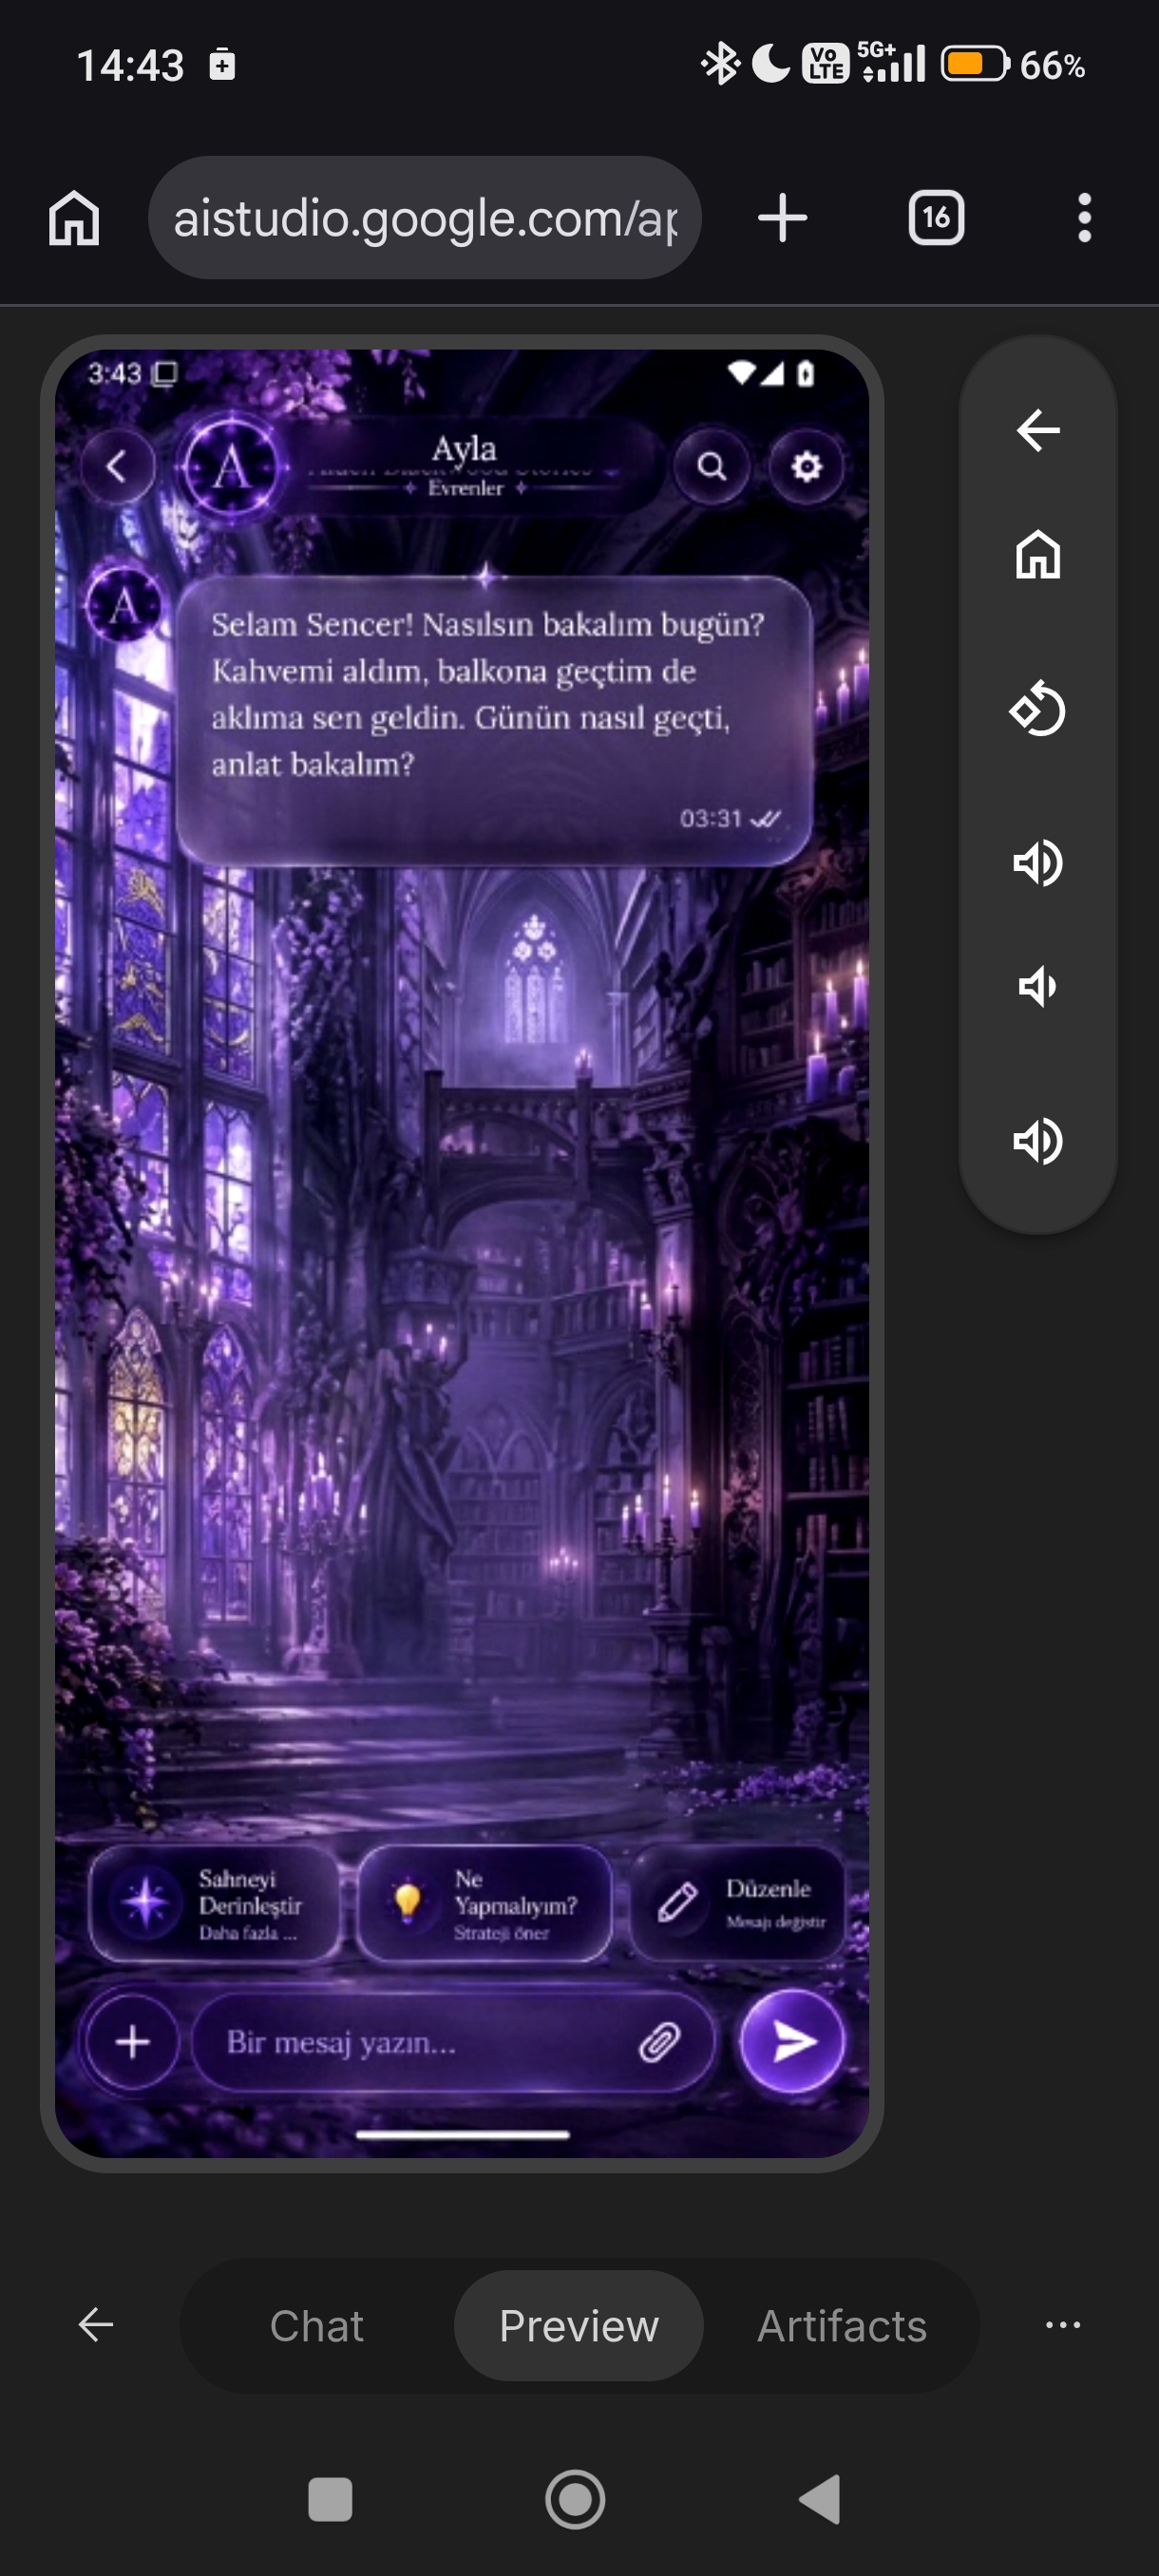 14:43
Vo LTE 5G+ 66%
aistudio.google.com/ap
16
3:43
A
Ayla
Evrenler
A
Selam Sencer! Nasılsın bakalım bugün?
Kahvemi aldım, balkona geçtim de
aklıma sen geldin. Günün nasıl geçti,
anlat bakalım?
03:31
Sahneyi
Derinleştir
Daha fazla ...
Ne
Yapmalıyım?
Strateji öner
Düzenle
Mesajı değiştir
Bir mesaj yazın...
Chat
Preview
Artifacts